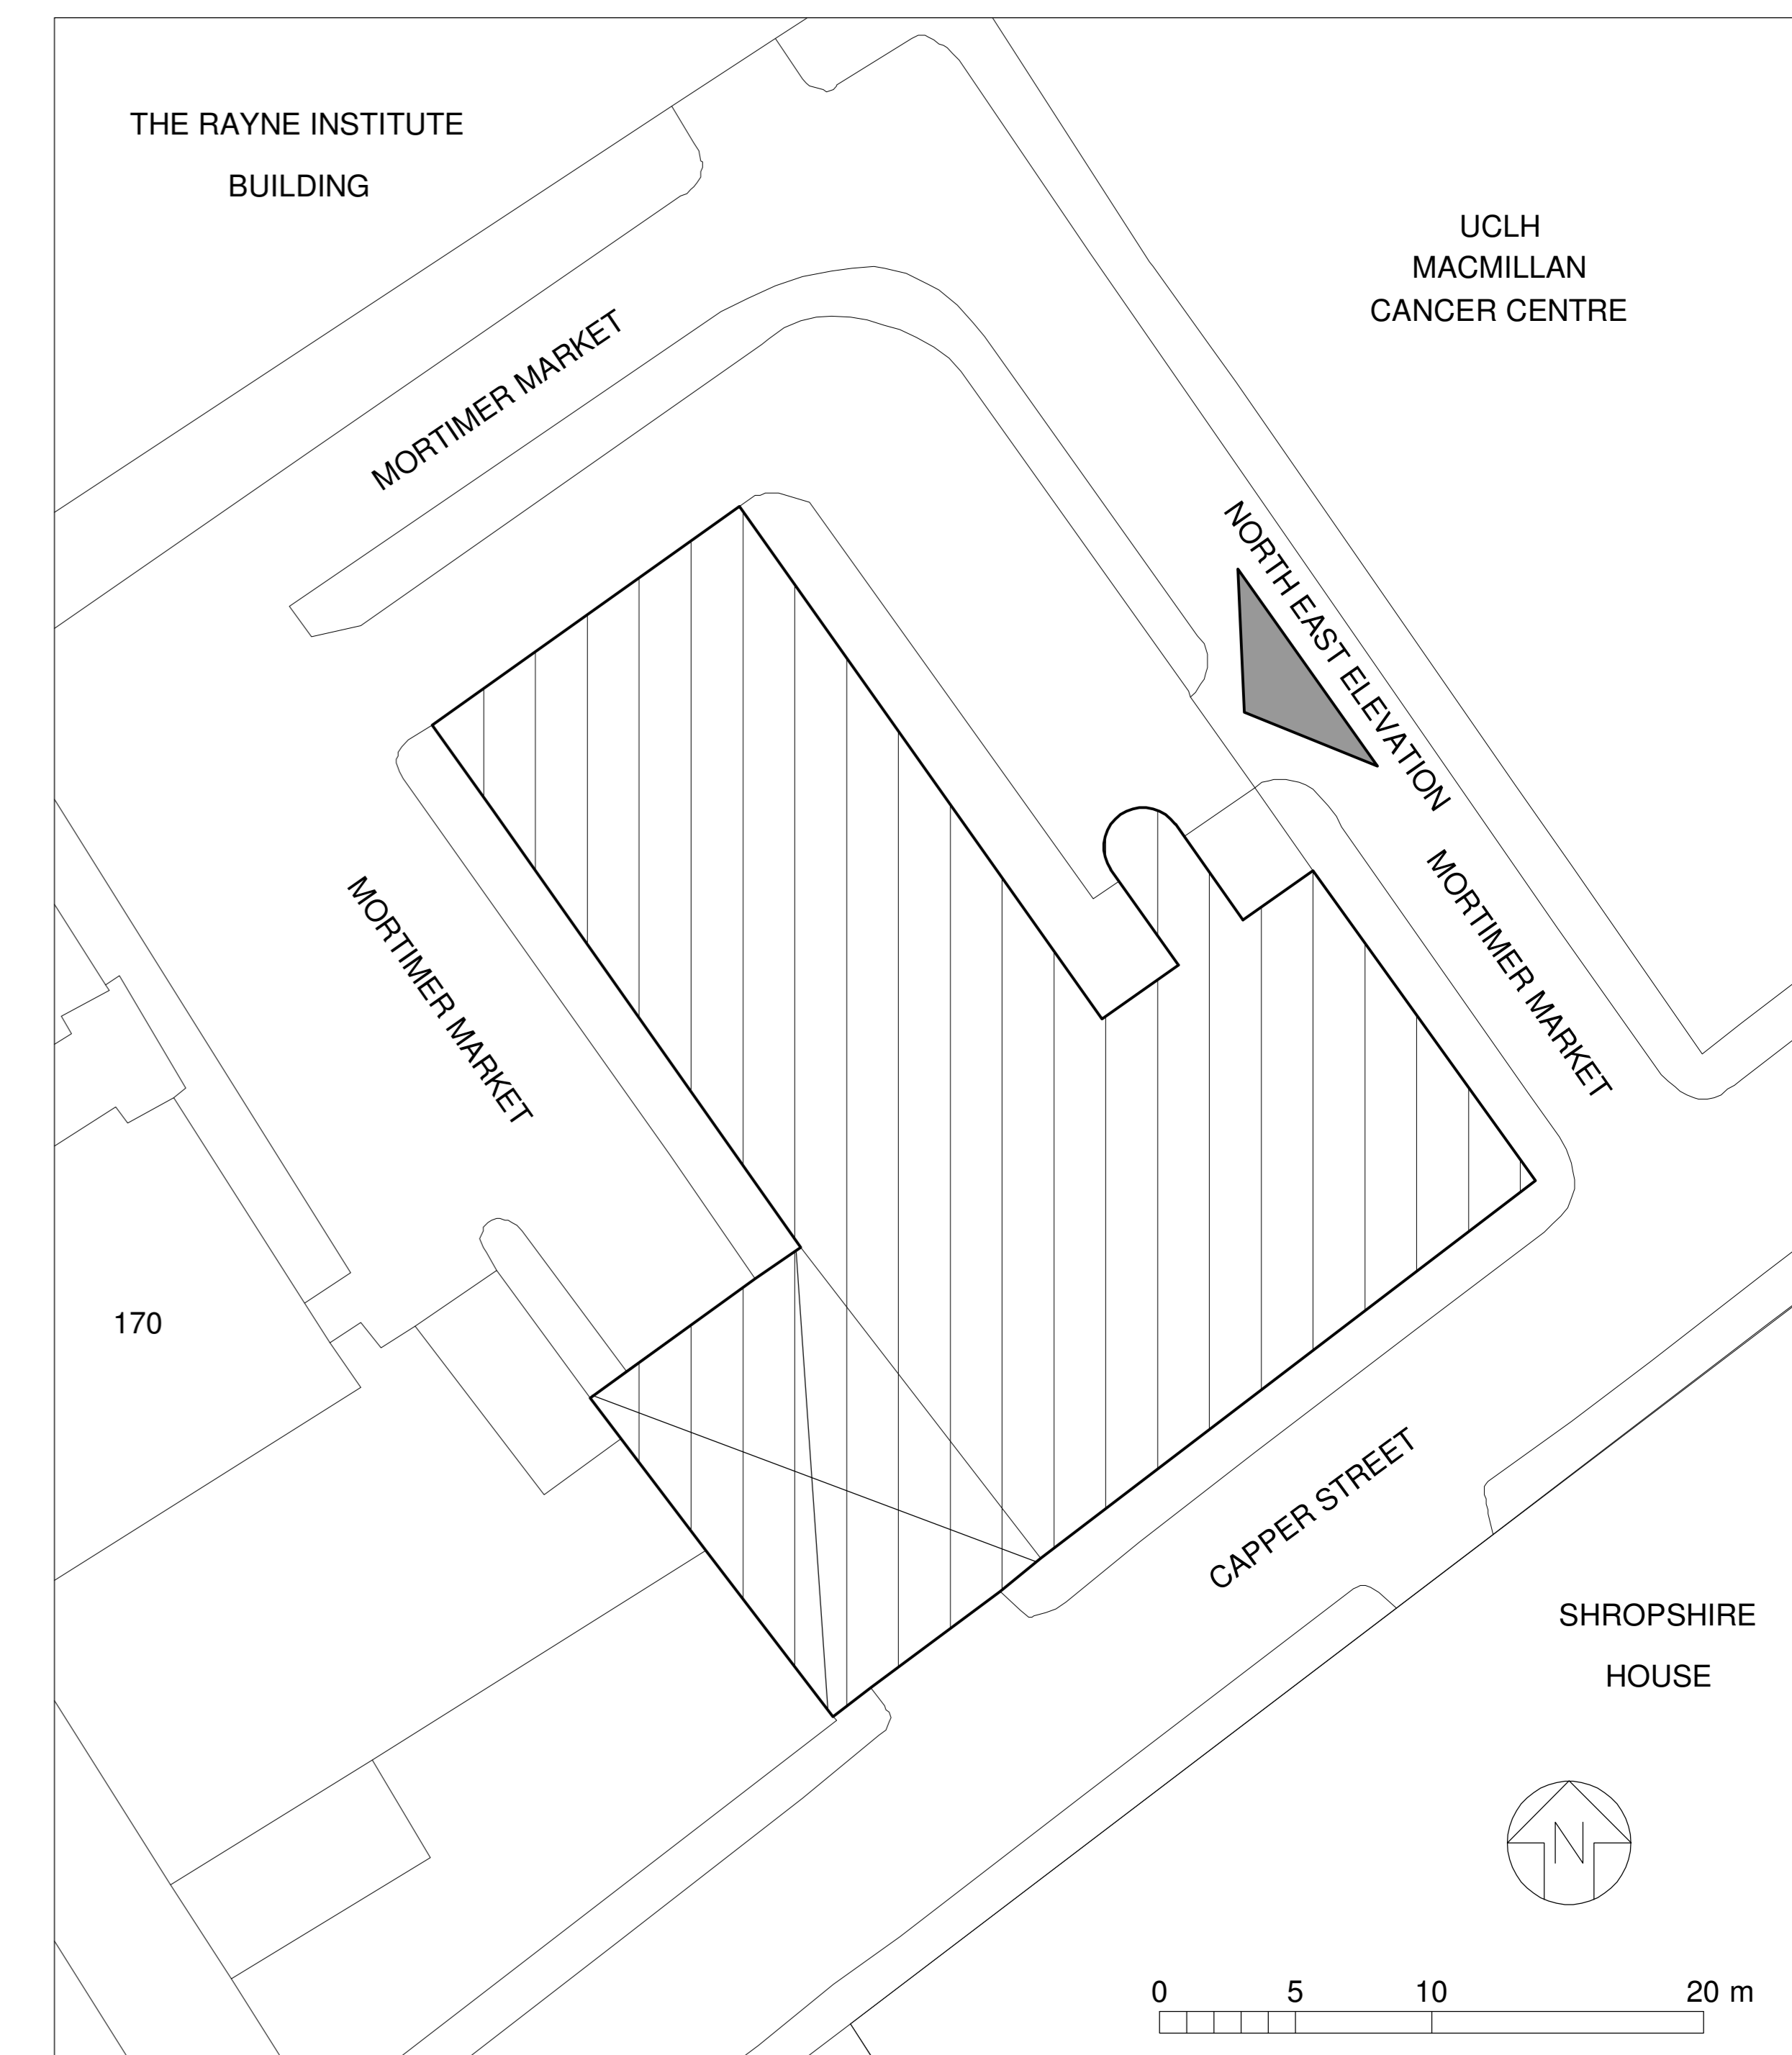 THE RAYNE INSTITUTE
BUILDING
UCLH
MACMILLAN
CANCER CENTRE
MORTIMER MARKET
NORTH EAST ELEVATION
MORTIMER MARKET
MORTIMER MARKET
170
CAPPER STREET
SHROPSHIRE
HOUSE
N
0 5 10 20 m